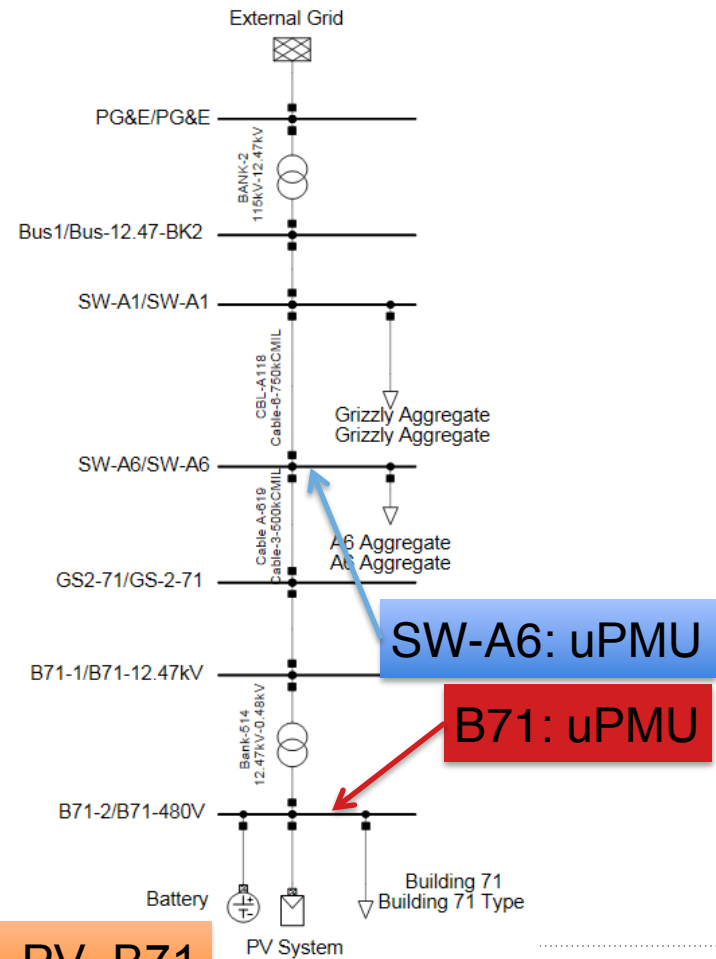 External Grid
PG&E/PG&E
BANK-2
115kV-12.47kV
Bus1/Bus-12.47-BK2
SW-A1/SW-A1
CBL-A118
Cable-6-750kCMIL
Grizzly Aggregate
Grizzly Aggregate
SW-A6/SW-A6
Cable A-619
Cable-3-500kCMIL
A6 Aggregate
A6 Aggregate
GS2-71/GS-2-71
SW-A6: uPMU
B71-1/B71-12.47kV
B71: uPMU
Bank-514
12.47kV-0.48kV
B71-2/B71-480V
Battery
Building 71
Building 71 Type
PV System
PV B71